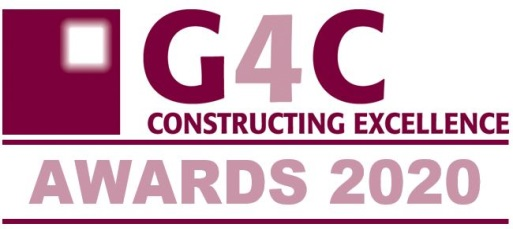 G4C
CONSTRUCTING EXCELLENCE
AWARDS 2020